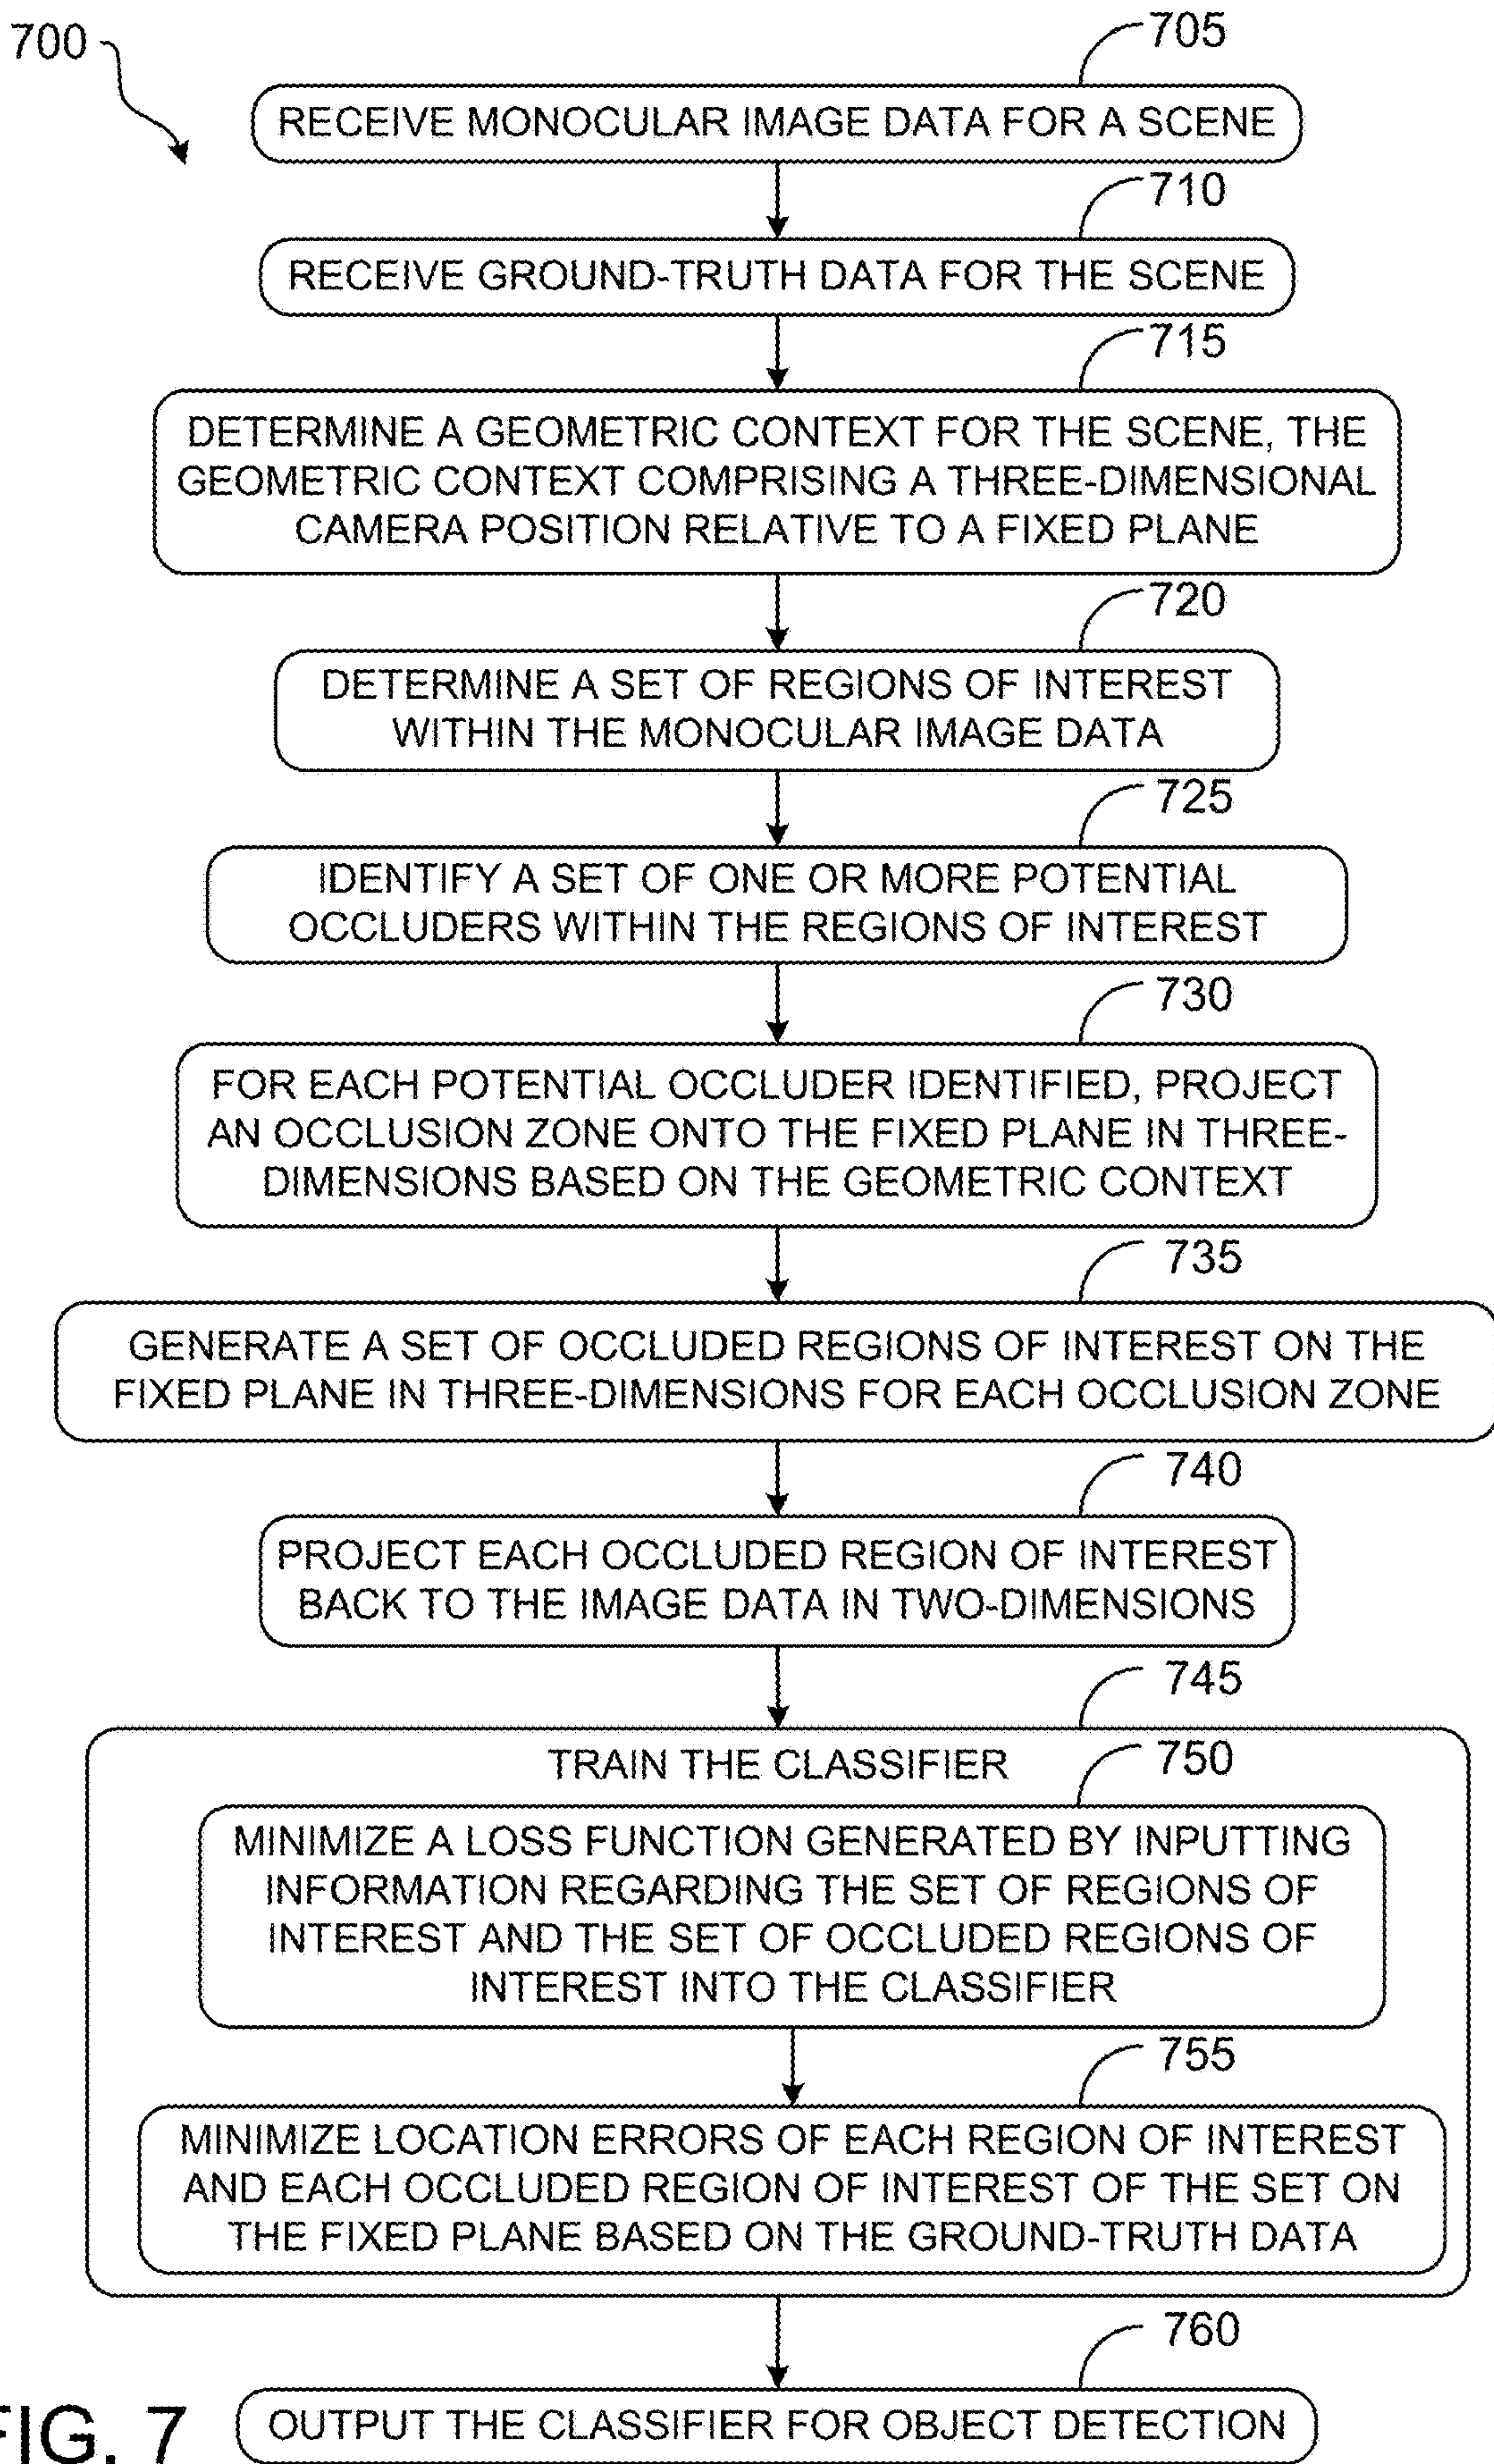 700
705
RECEIVE MONOCULAR IMAGE DATA FOR A SCENE
710
RECEIVE GROUND-TRUTH DATA FOR THE SCENE
715
DETERMINE A GEOMETRIC CONTEXT FOR THE SCENE, THE
GEOMETRIC CONTEXT COMPRISING A THREE-DIMENSIONAL
CAMERA POSITION RELATIVE TO A FIXED PLANE
720
DETERMINE A SET OF REGIONS OF INTEREST
WITHIN THE MONOCULAR IMAGE DATA
725
IDENTIFY A SET OF ONE OR MORE POTENTIAL
OCCLUDERS WITHIN THE REGIONS OF INTEREST
730
FOR EACH POTENTIAL OCCLUDER IDENTIFIED, PROJECT
AN OCCLUSION ZONE ONTO THE FIXED PLANE IN THREE-
DIMENSIONS BASED ON THE GEOMETRIC CONTEXT
735
GENERATE A SET OF OCCLUDED REGIONS OF INTEREST ON THE
FIXED PLANE IN THREE-DIMENSIONS FOR EACH OCCLUSION ZONE
740
PROJECT EACH OCCLUDED REGION OF INTEREST
BACK TO THE IMAGE DATA IN TWO-DIMENSIONS
745
TRAIN THE CLASSIFIER
750
MINIMIZE A LOSS FUNCTION GENERATED BY INPUTTING
INFORMATION REGARDING THE SET OF REGIONS OF
INTEREST AND THE SET OF OCCLUDED REGIONS OF
INTEREST INTO THE CLASSIFIER
755
MINIMIZE LOCATION ERRORS OF EACH REGION OF INTEREST
AND EACH OCCLUDED REGION OF INTEREST OF THE SET ON
THE FIXED PLANE BASED ON THE GROUND-TRUTH DATA
760
OUTPUT THE CLASSIFIER FOR OBJECT DETECTION
FIG. 7